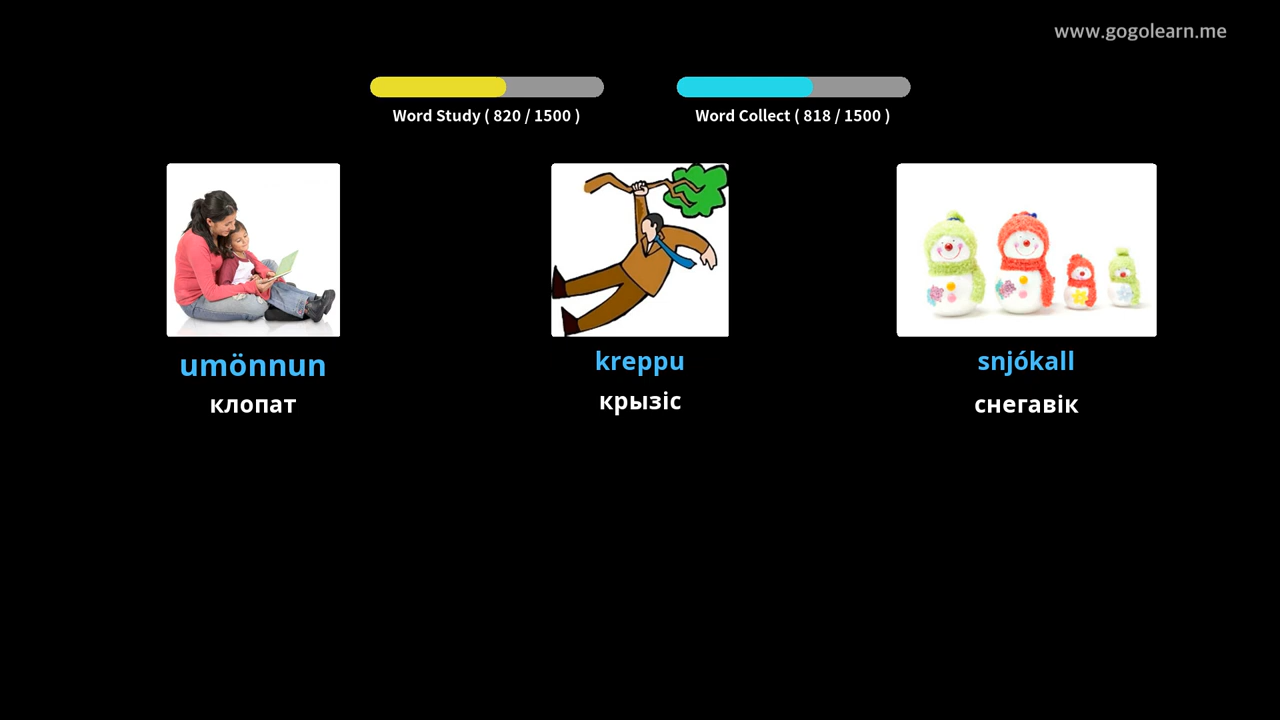 www.gogolearn.me
Word Study ( 820 / 1500 )
Word Collect ( 818 / 1500 )
umönnun
клопат
kreppu
крызіс
snjókall
снегавік